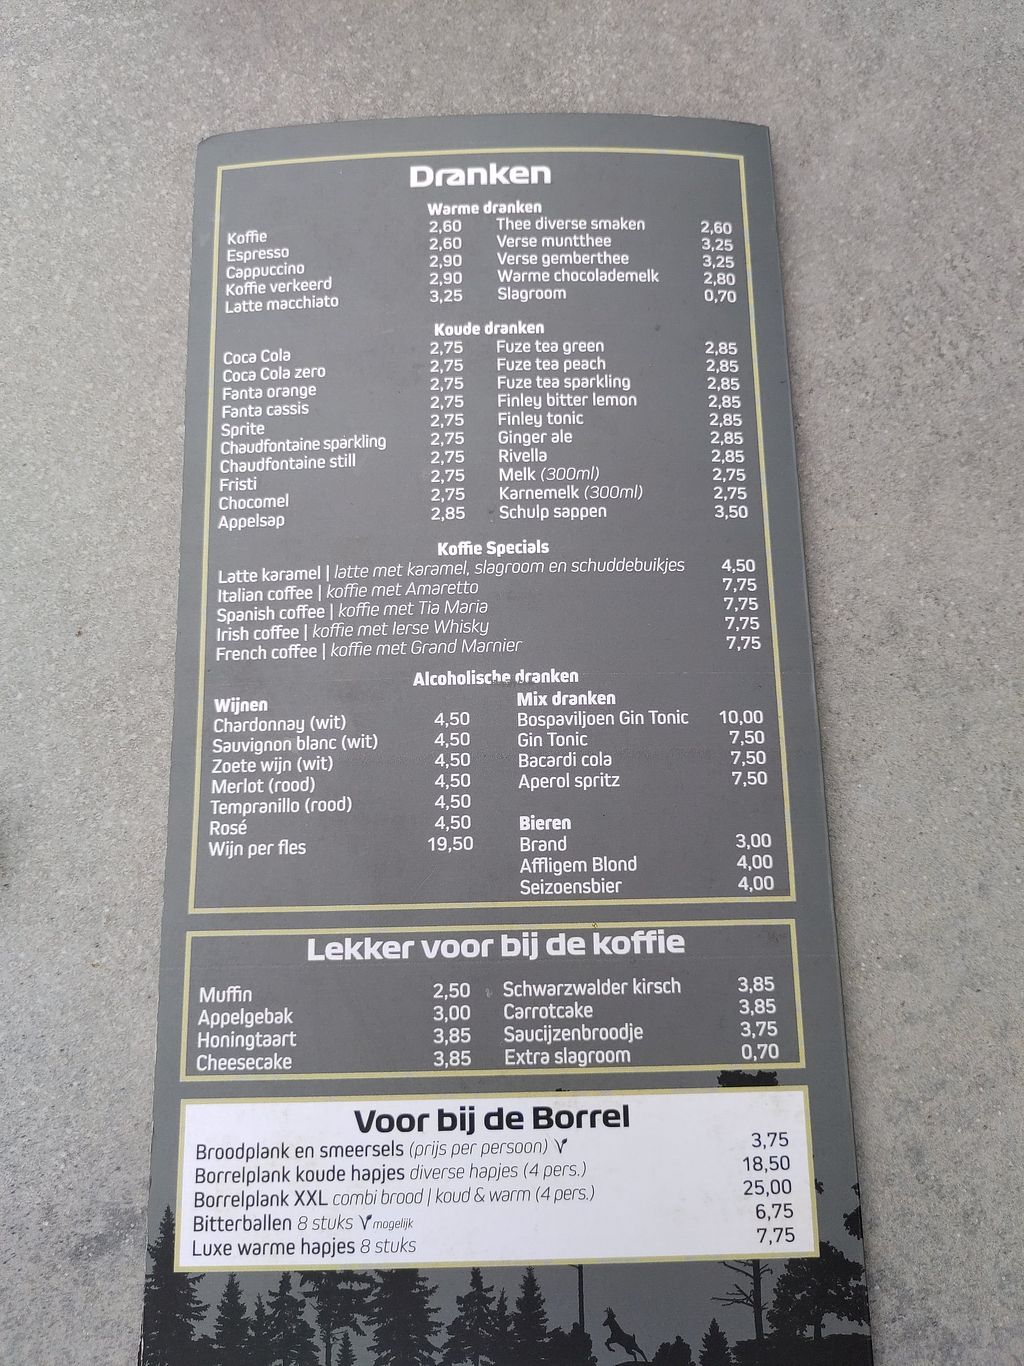 Dranken
Warme dranken
Koffie 2,60 Thee diverse smaken 2,60
Espresso 2,60 Verse muntthee 3,25
Cappuccino 2,90 Verse gemberthee 3,25
Koffie verkeerd 2,90 Warme chocolademelk 2,80
Latte macchiato 3,25 Slagroom 0,70
Koude dranken
Coca Cola 2,75 Fuze tea green 2,85
Coca Cola zero 2,75 Fuze tea peach 2,85
Fanta orange 2,75 Fuze tea sparkling 2,85
Fanta cassis 2,75 Finley bitter lemon 2,85
Sprite 2,75 Finley tonic 2,85
Chaudfontaine sparkling 2,75 Ginger ale 2,85
Chaudfontaine still 2,75 Rivella 2,85
Fristi 2,75 Melk (300ml) 2,75
Chocomel 2,75 Karnemelk (300ml) 2,75
Appelsap 2,85 Schulp sappen 3,50
Koffie Specials
Latte karamel | latte met karamel, slagroom en schuddebuikjes 4,50
Italian coffee | koffie met Amaretto 7,75
Spanish coffee | koffie met Tia Maria 7,75
Irish coffee | koffie met Ierse Whisky 7,75
French coffee | koffie met Grand Marnier 7,75
Alcoholische dranken
Wijnen Mix dranken
Chardonnay (wit) 4,50 Bospaviljoen Gin Tonic 10,00
Sauvignon blanc (wit) 4,50 Gin Tonic 7,50
Zoete wijn (wit) 4,50 Bacardi cola 7,50
Merlot (rood) 4,50 Aperol spritz 7,50
Tempranillo (rood) 4,50
Rosé 4,50 Bieren
Wijn per fles 19,50 Brand 3,00
Affligem Blond 4,00
Seizoensbier 4,00
Lekker voor bij de koffie
Muffin 2,50 Schwarzwalder kirsch 3,85
Appelgebak 3,00 Carrotcake 3,85
Honingtaart 3,85 Saucijzenbroodje 3,75
Cheesecake 3,85 Extra slagroom 0,70
Voor bij de Borrel
Broodplank en smeersels (prijs per persoon) V 3,75
Borrelplank koude hapjes diverse hapjes (4 pers.) 18,50
Borrelplank XXL combi brood | koud & warm (4 pers.) 25,00
Bitterballen 8 stuks V mogelijk 6,75
Luxe warme hapjes 8 stuks 7,75